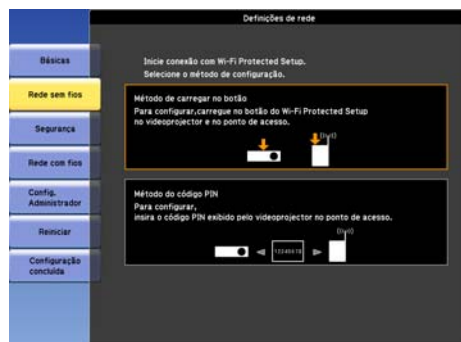 Definições de rede
Básicas
Rede sem fios
Segurança
Rede com fios
Config.
Administrador
Reiniciar
Configuração
concluída
Inicie conexão com Wi-Fi Protected Setup.
Selecione o método de configuração.
Método de carregar no botão
Para configurar,carregue no botão do Wi-Fi Protected Setup
no videoprojector e no ponto de acesso.
Método do código PIN
Para configurar,
insira o código PIN exibido pelo videoprojector no ponto de acesso.
12345678